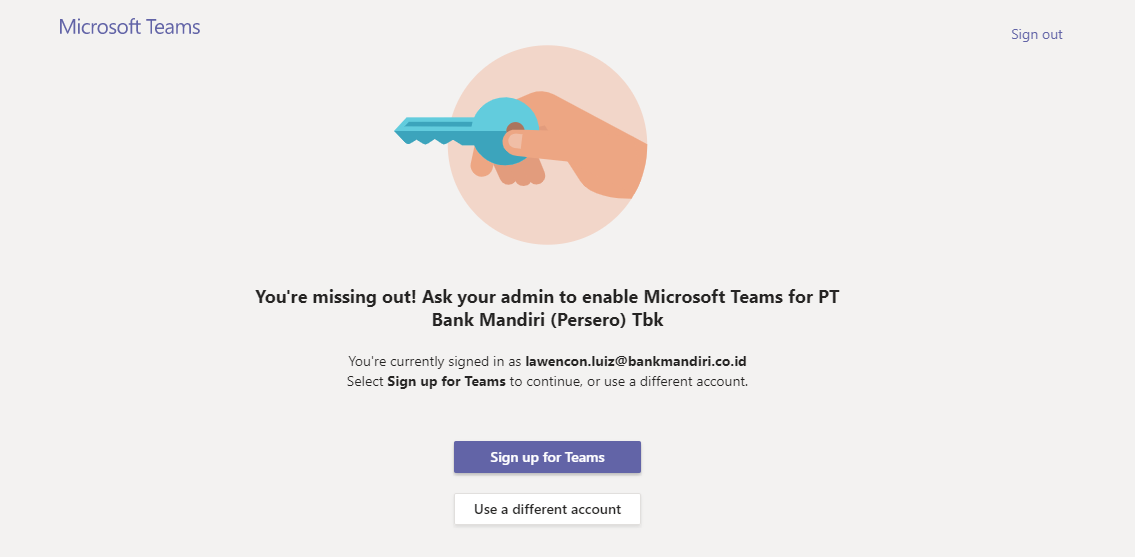 Microsoft Teams
Sign out
You're missing out! Ask your admin to enable Microsoft Teams for PT
Bank Mandiri (Persero) Tbk
You're currently signed in as lawencon.luiz@bankmandiri.co.id
Select Sign up for Teams to continue, or use a different account.
Sign up for Teams
Use a different account